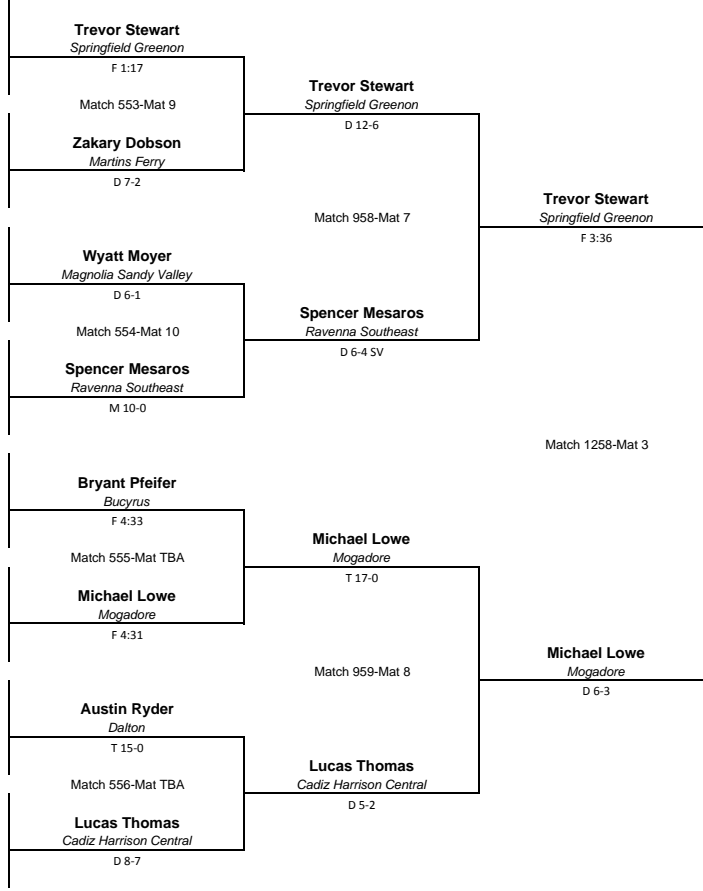 Trevor Stewart
Springfield Greenon
F 1:17
Match 553-Mat 9
Zakary Dobson
Martins Ferry
D 7-2
Wyatt Moyer
Magnolia Sandy Valley
D 6-1
Match 554-Mat 10
Spencer Mesaros
Ravenna Southeast
M 10-0
Bryant Pfeifer
Bucyrus
F 4:33
Match 555-Mat TBA
Michael Lowe
Mogadore
F 4:31
Austin Ryder
Dalton
T 15-0
Match 556-Mat TBA
Lucas Thomas
Cadiz Harrison Central
D 8-7
Trevor Stewart
Springfield Greenon
D 12-6
Match 958-Mat 7
Spencer Mesaros
Ravenna Southeast
D 6-4 SV
Michael Lowe
Mogadore
T 17-0
Match 959-Mat 8
Lucas Thomas
Cadiz Harrison Central
D 5-2
Trevor Stewart
Springfield Greenon
F 3:36
Match 1258-Mat 3
Michael Lowe
Mogadore
D 6-3